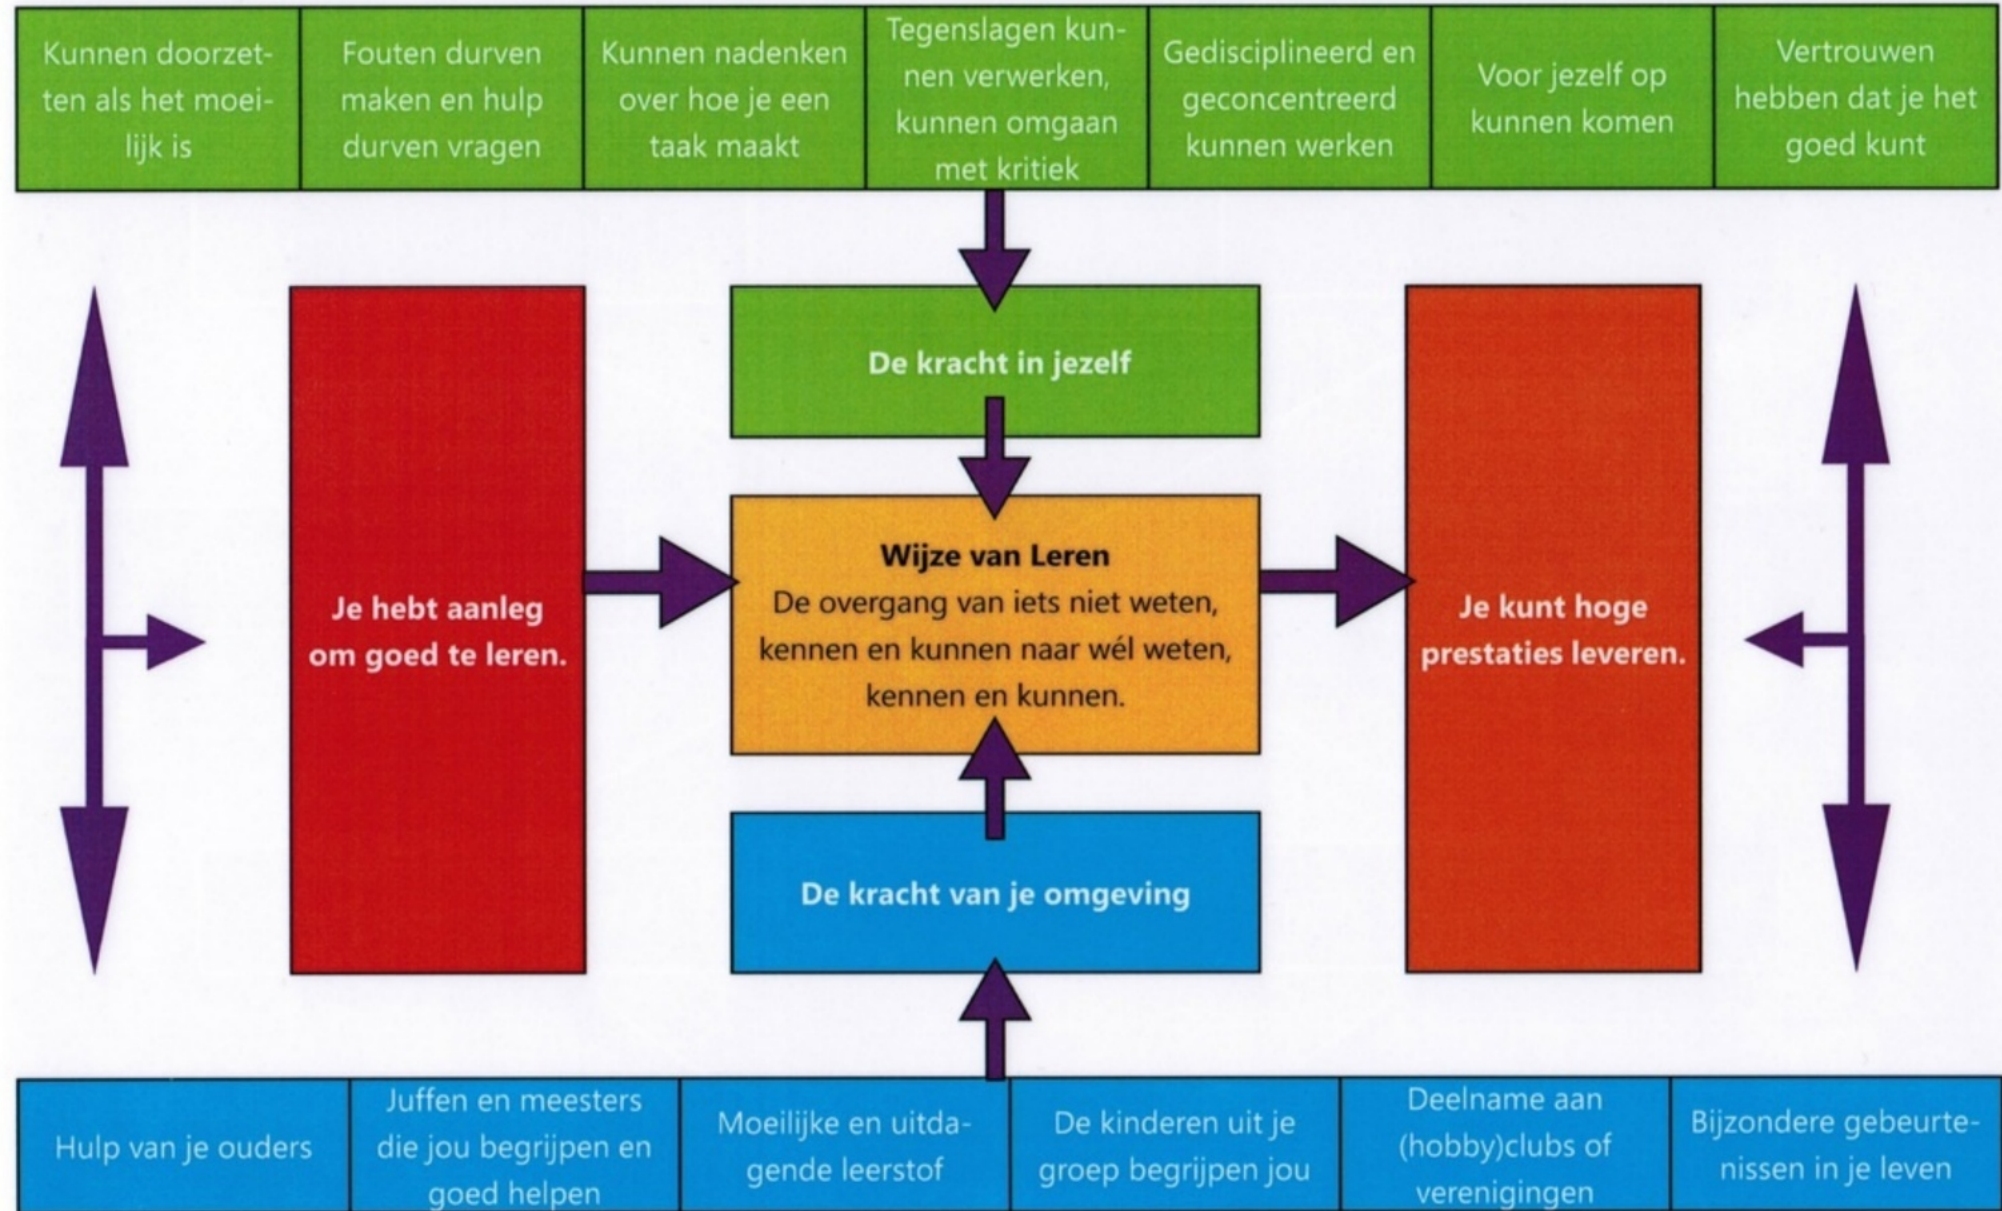 Kunnen doorzet-
ten als het moei-
lijk is
Fouten durven
maken en hulp
durven vragen
Kunnen nadenken
over hoe je een
taak maakt
Tegenslagen kun-
nen verwerken,
kunnen omgaan
met kritiek
Gedisciplineerd en
geconcentreerd
kunnen werken
Voor jezelf op
kunnen komen
Vertrouwen
hebben dat je het
goed kunt
Je hebt aanleg
om goed te leren.
De kracht in jezelf
Wijze van Leren
De overgang van iets niet weten,
kennen en kunnen naar wél weten,
kennen en kunnen.
De kracht van je omgeving
Je kunt hoge
prestaties leveren.
Hulp van je ouders
Juffen en meesters
die jou begrijpen en
goed helpen
Moeilijke en uitda-
gende leerstof
De kinderen uit je
groep begrijpen jou
Deelname aan
(hobby)clubs of
verenigingen
Bijzondere gebeurte-
nissen in je leven